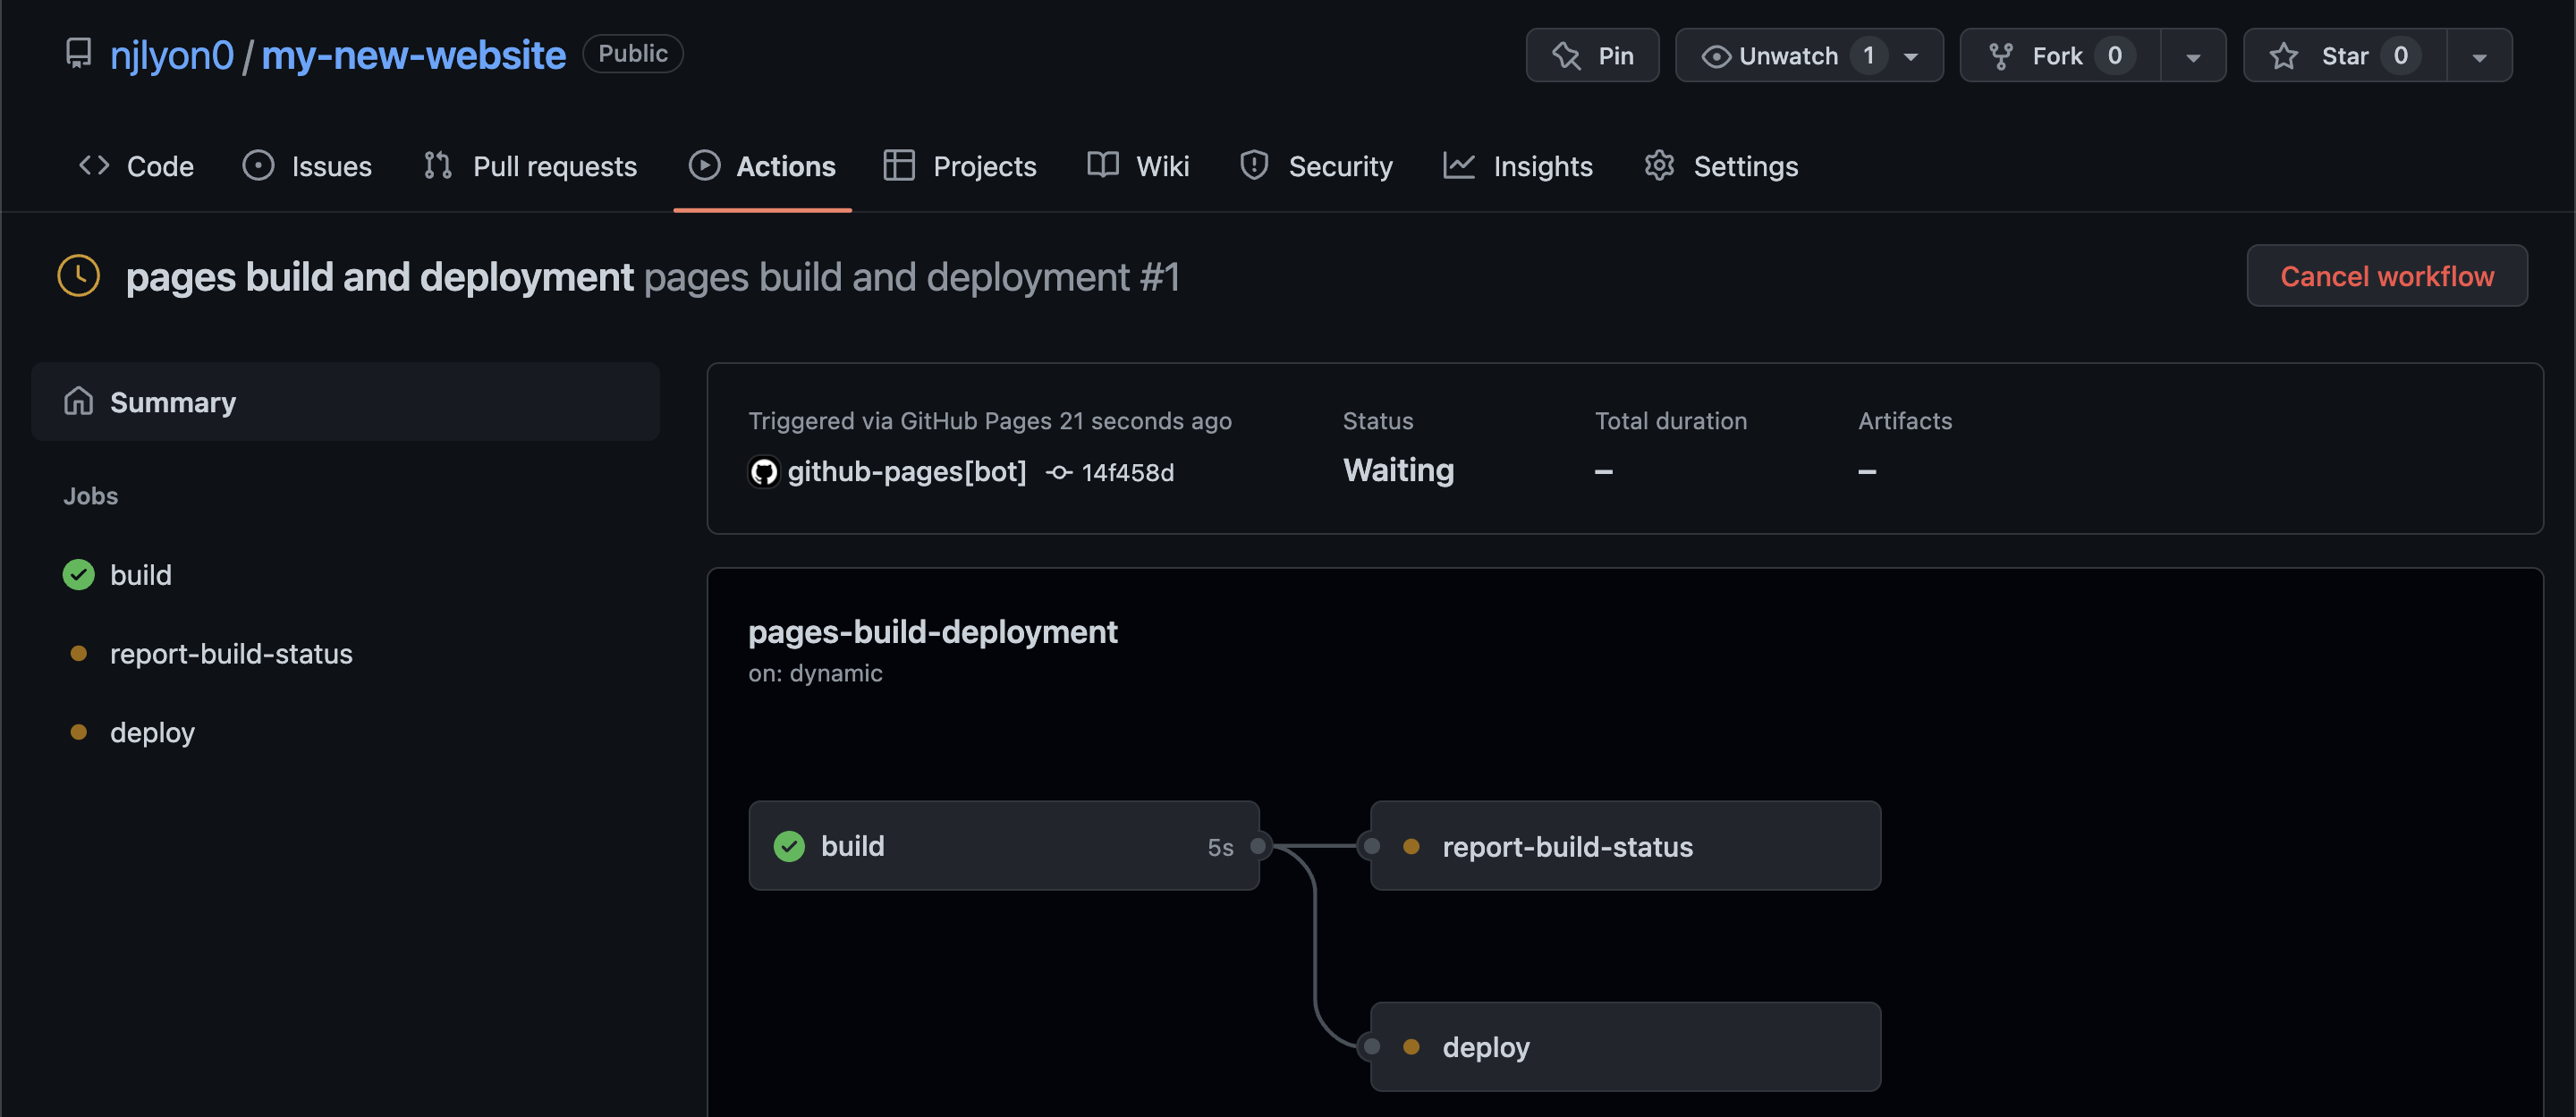 njlyon0 / my-new-website Public
Pin
Unwatch 1
Fork 0
Star 0
Code
Issues
Pull requests
Actions
Projects
Wiki
Security
Insights
Settings
pages build and deployment pages build and deployment #1
Cancel workflow
Summary
Jobs
build
report-build-status
deploy
Triggered via GitHub Pages 21 seconds ago
github-pages[bot] 14f458d
Status
Waiting
Total duration
–
Artifacts
–
pages-build-deployment
on: dynamic
build 5s
report-build-status
deploy